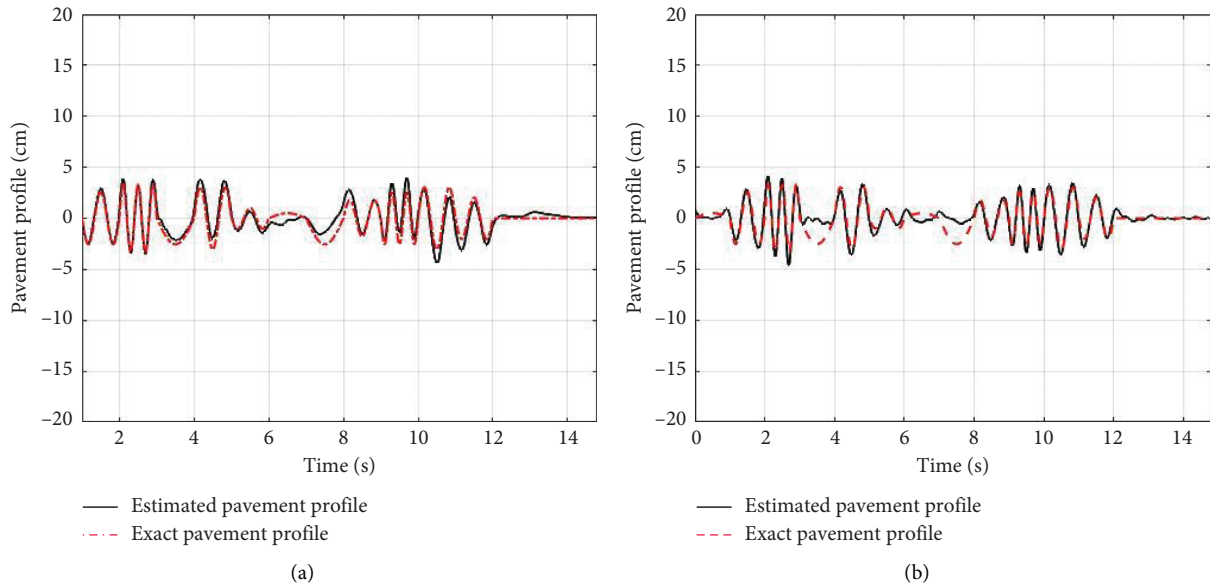 20
15
10
5
0
−5
−10
−15
−20
Pavement profile (cm)
2 4 6 8 10 12 14
Time (s)
Estimated pavement profile
Exact pavement profile
(a)
20
15
10
5
0
−5
−10
−15
−20
Pavement profile (cm)
0 2 4 6 8 10 12 14
Time (s)
Estimated pavement profile
Exact pavement profile
(b)